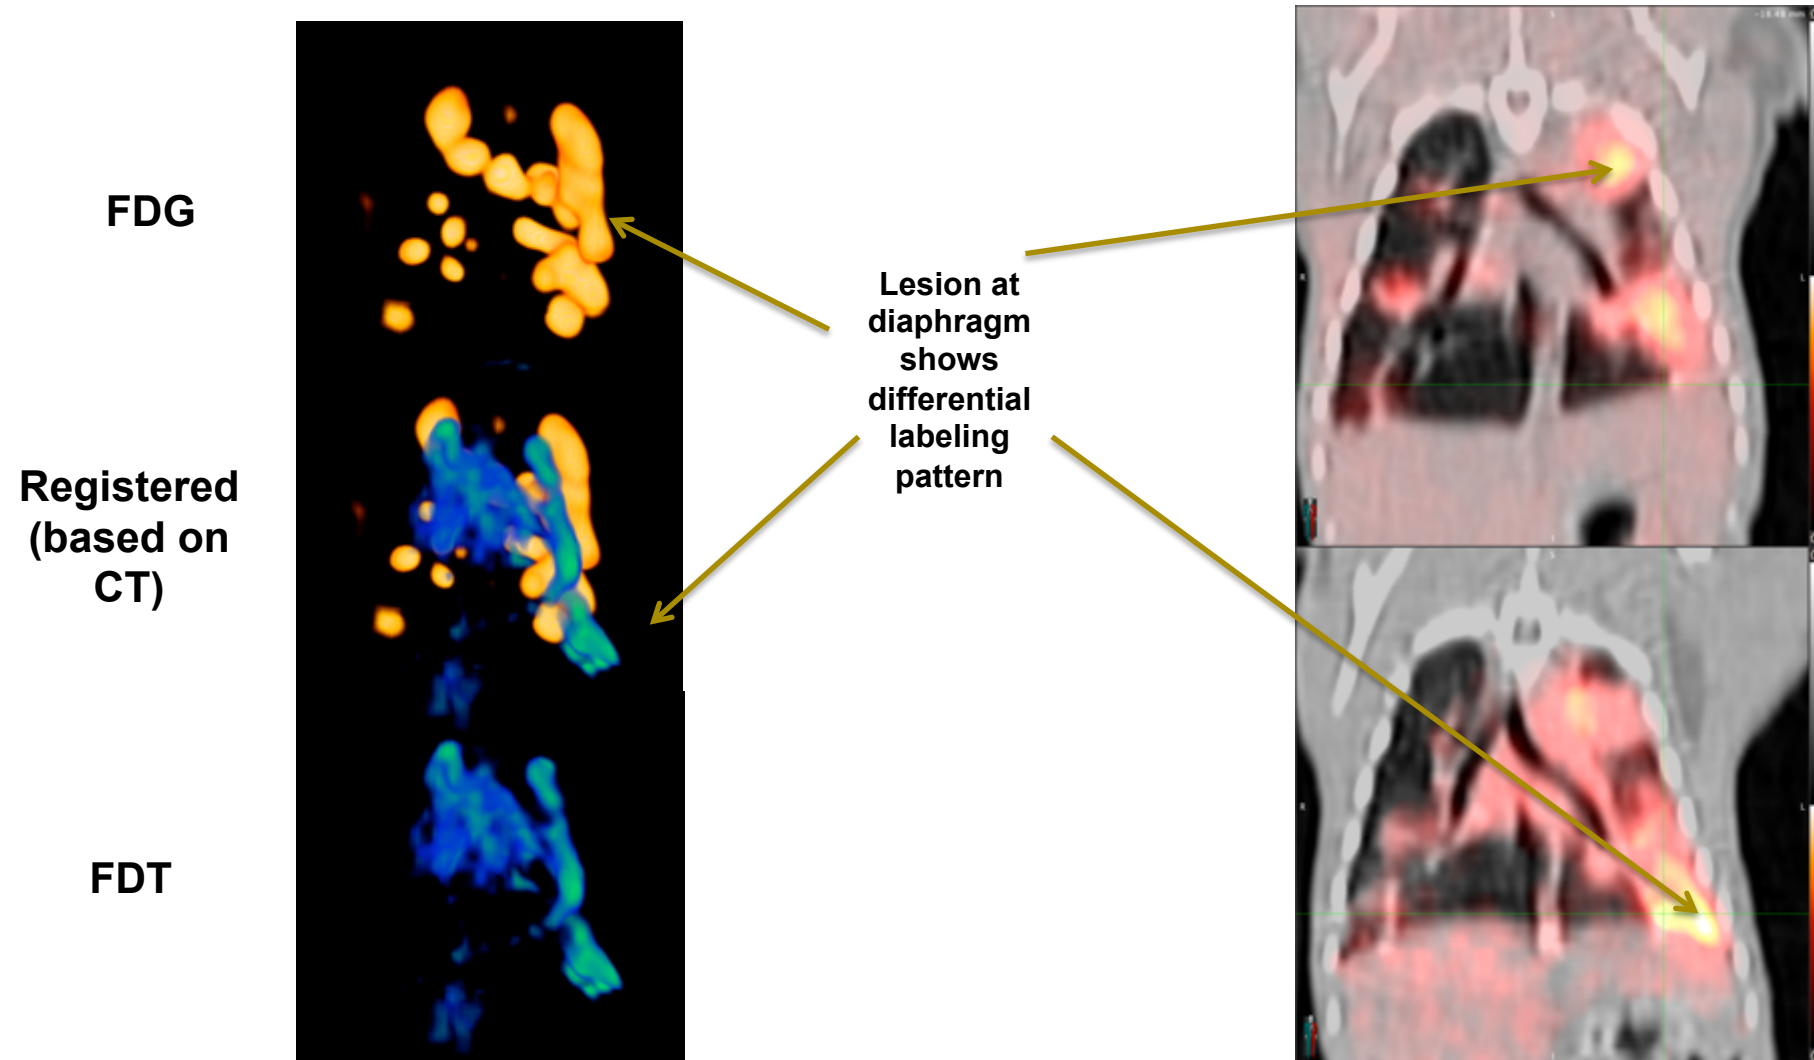 FDG
Registered
(based on
CT)
FDT
Lesion at
diaphragm
shows
differential
labeling
pattern
R
L
R
L